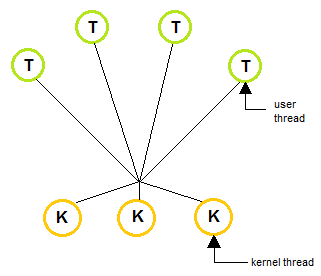 T T
T T
user
thread
K K K
kernel thread